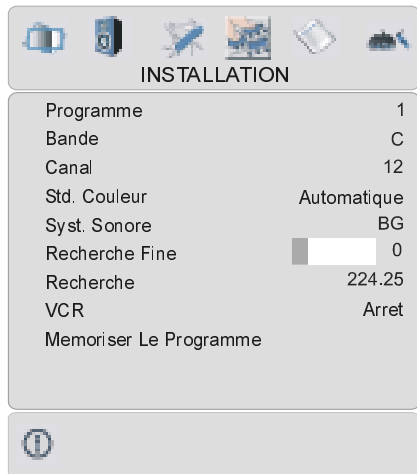 INSTALLATION
Programme 1
Bande C
Canal 12
Std. Couleur Automatique
Syst. Sonore BG
Recherche Fine 0
Recherche 224.25
VCR Arret
Memoriser Le Programme